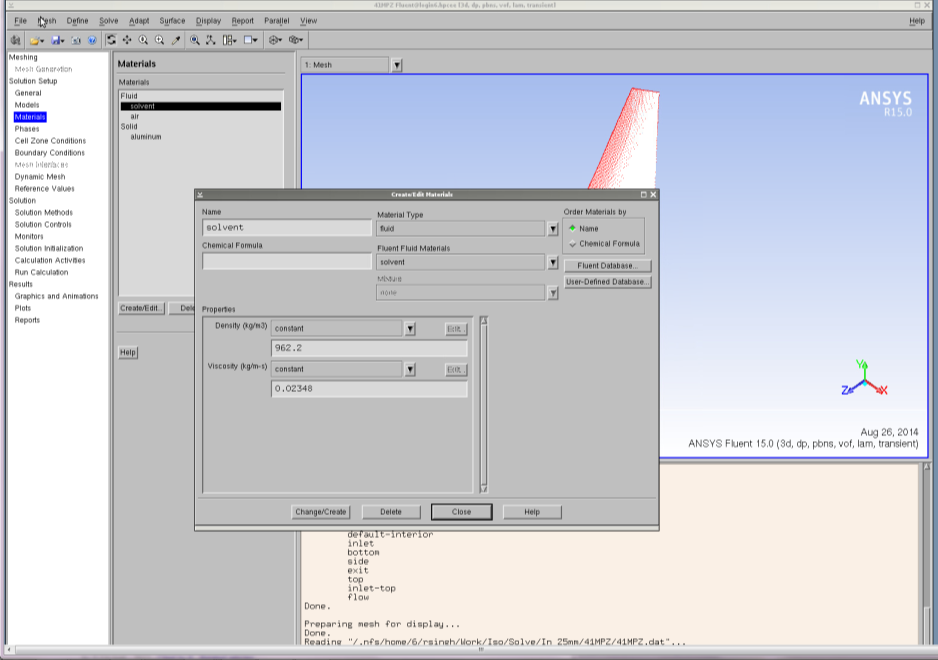 41MPZ Fluent@login6.hpcos [3d, dp, pbns, vof, lam, transient]
File Mesh Define Solve Adapt Surface Display Report Parallel View Help
Meshing
Mesh Generation
Solution Setup
General
Models
Materials
Phases
Cell Zone Conditions
Boundary Conditions
Mesh Interfaces
Dynamic Mesh
Reference Values
Solution
Solution Methods
Solution Controls
Monitors
Solution Initialization
Calculation Activities
Run Calculation
Results
Graphics and Animations
Plots
Reports
Materials
Materials
Fluid
solvent
air
Solid
aluminum
Create/Edit... Dele
Help
1: Mesh
ANSYS
R15.0
Create/Edit Materials
Name
solvent
Chemical Formula
Material Type
fluid
Fluent Fluid Materials
solvent
Mixture
none
Order Materials by
Name
Chemical Formula
Fluent Database...
User-Defined Database...
Properties
Density (kg/m3) constant Edit...
962.2
Viscosity (kg/m-s) constant Edit...
0.02348
Change/Create Delete Close Help
Y
Z X
Aug 26, 2014
ANSYS Fluent 15.0 (3d, dp, pbns, vof, lam, transient)
default-interior
inlet
bottom
side
exit
top
inlet-top
flow
Done.
Preparing mesh for display...
Done.
Reading "/.nfs/home/6/rsingh/Work/Iso/Solve/In_25mm/41MPZ/41MPZ.dat"...